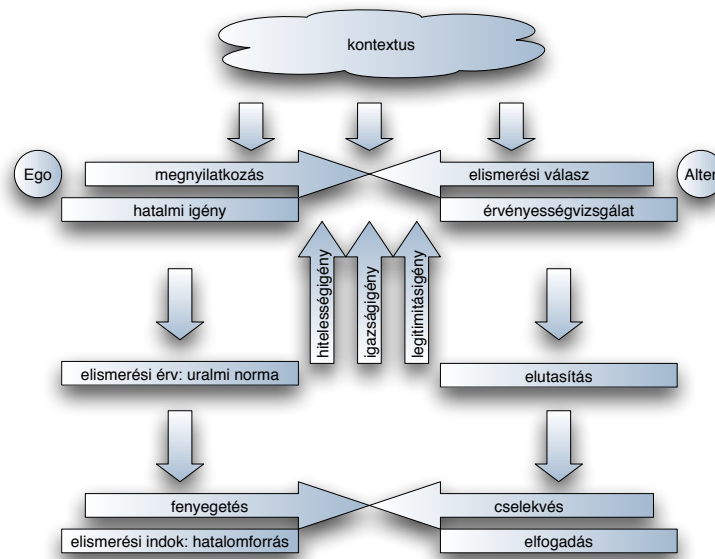 kontextus
Ego
megnyilatkozás
elismerési válasz
Alter
hatalmi igény
érvényességvizsgálat
hitelességigény
igazságigény
legitimitásigény
elismerési érv: uralmi norma
elutasítás
fenyegetés
cselekvés
elismerési indok: hatalomforrás
elfogadás